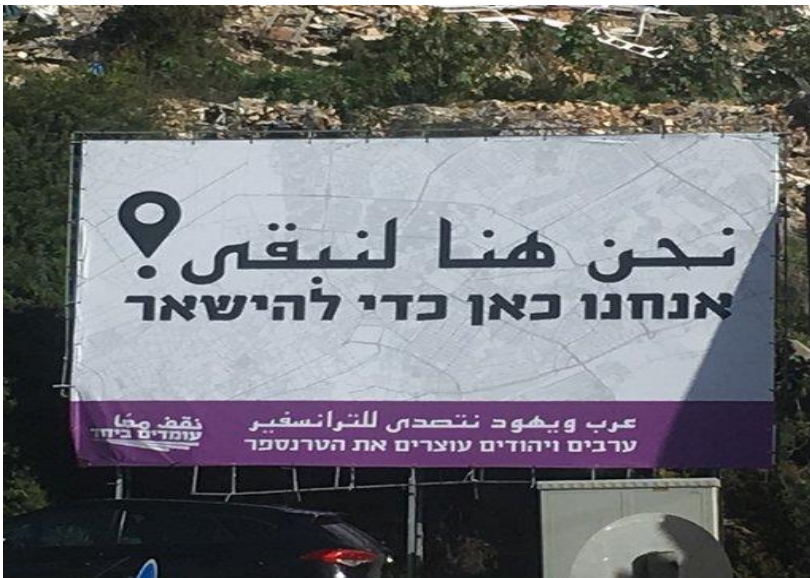 نحن هنا لنبقى!
אנחנו כאן כדי להישאר
عرب ويهود نتصدى للترانسفير
ערבים ויהודים עוצרים את הטרנספר
نقف معًا
עומדים ביחד